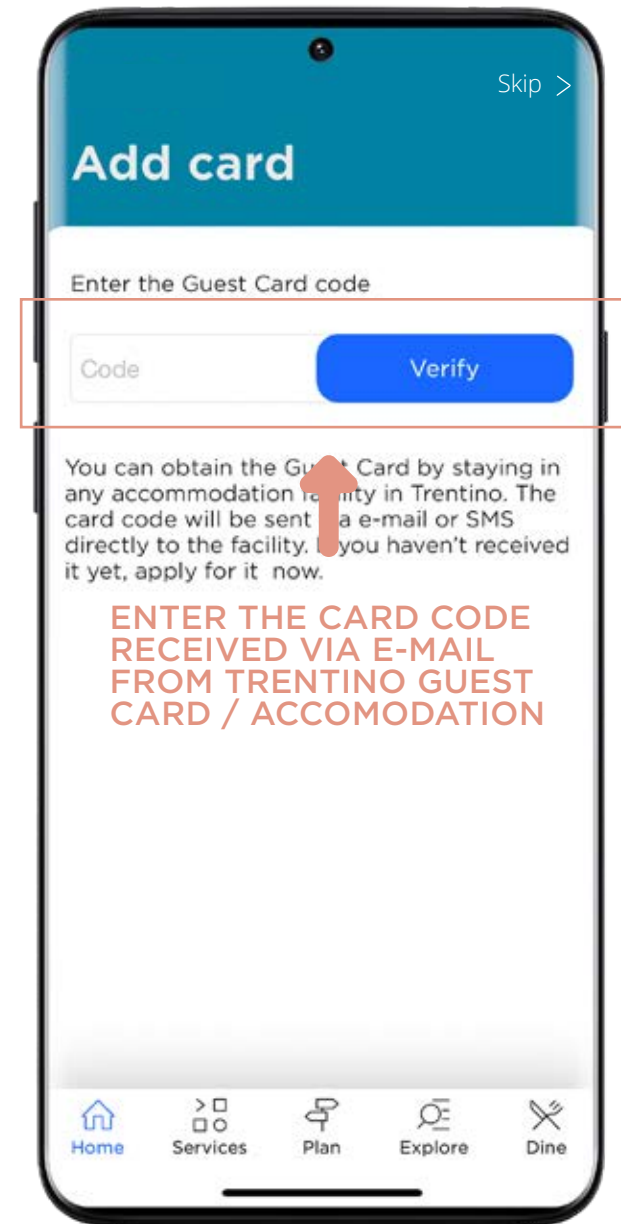 Skip >
Add card
Enter the Guest Card code
Code
Verify
You can obtain the Card by staying in
any accommodation in Trentino. The
card code will be sent e-mail or SMS
directly to the facility. you haven't received
it yet, apply for it now.
ENTER THE CARD CODE
RECEIVED VIA E-MAIL
FROM TRENTINO GUEST
CARD / ACCOMODATION
Home
Services
Plan
Explore
Dine